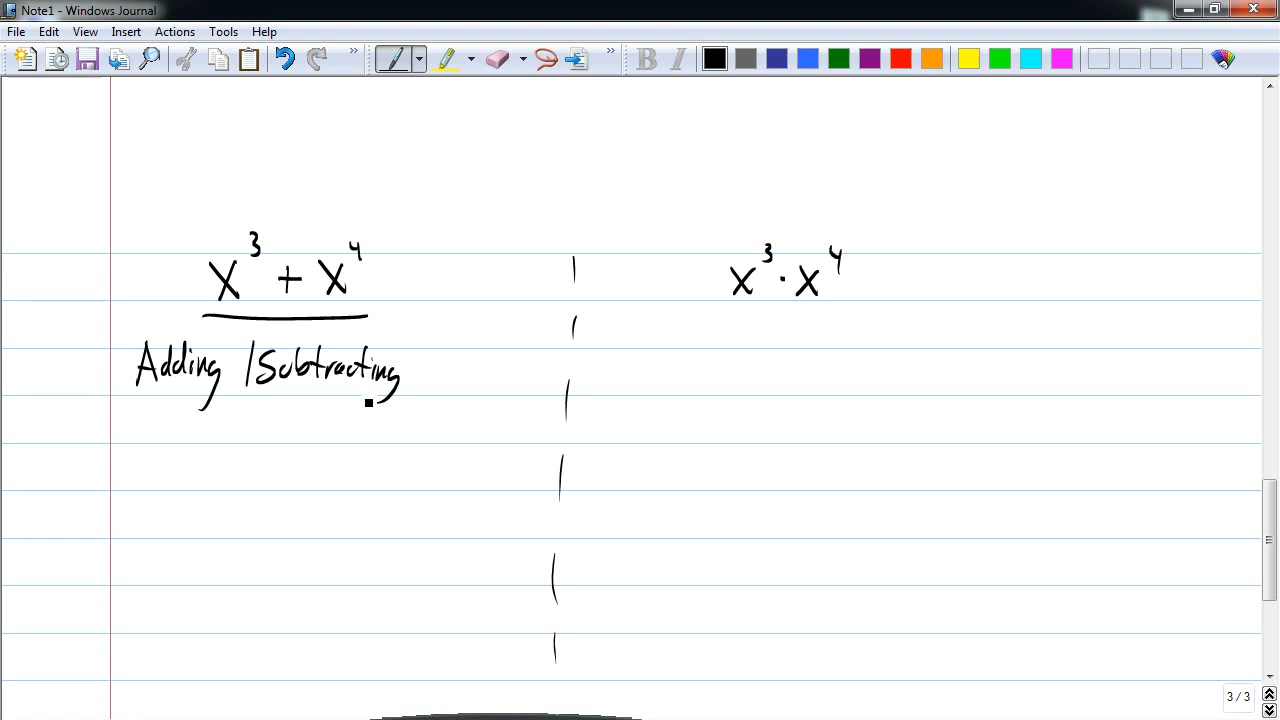 Note1 - Windows Journal
File Edit View Insert Actions Tools Help
B I
x³ + x⁴
x³ · x⁴
Adding /Subtracting
3 / 3